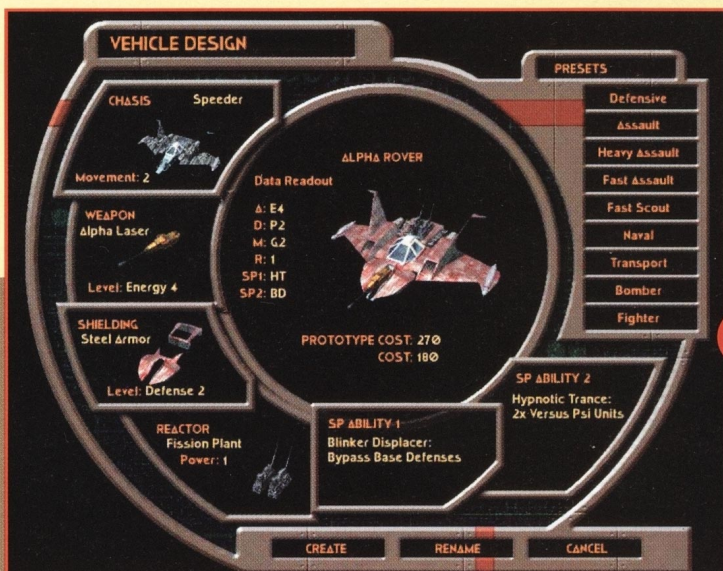 VEHICLE DESIGN
PRESETS
Defensive
Assault
Heavy Assault
Fast Assault
Fast Scout
Naval
Transport
Bomber
Fighter
CHASIS Speeder
Movement: 2
WEAPON
Alpha Laser
Level: Energy 4
SHIELDING
Steel Armor
Level: Defense 2
REACTOR
Fission Plant
Power: 1
ALPHA ROVER
Data Readout
A: E4
D: P2
M: G2
R: 1
SP1: HT
SP2: BD
PROTOTYPE COST: 270
COST: 180
SP ABILITY 1
Blinker Displacer:
Bypass Base Defenses
SP ABILITY 2
Hypnotic Trance:
2x Versus Psi Units
CREATE
RENAME
CANCEL